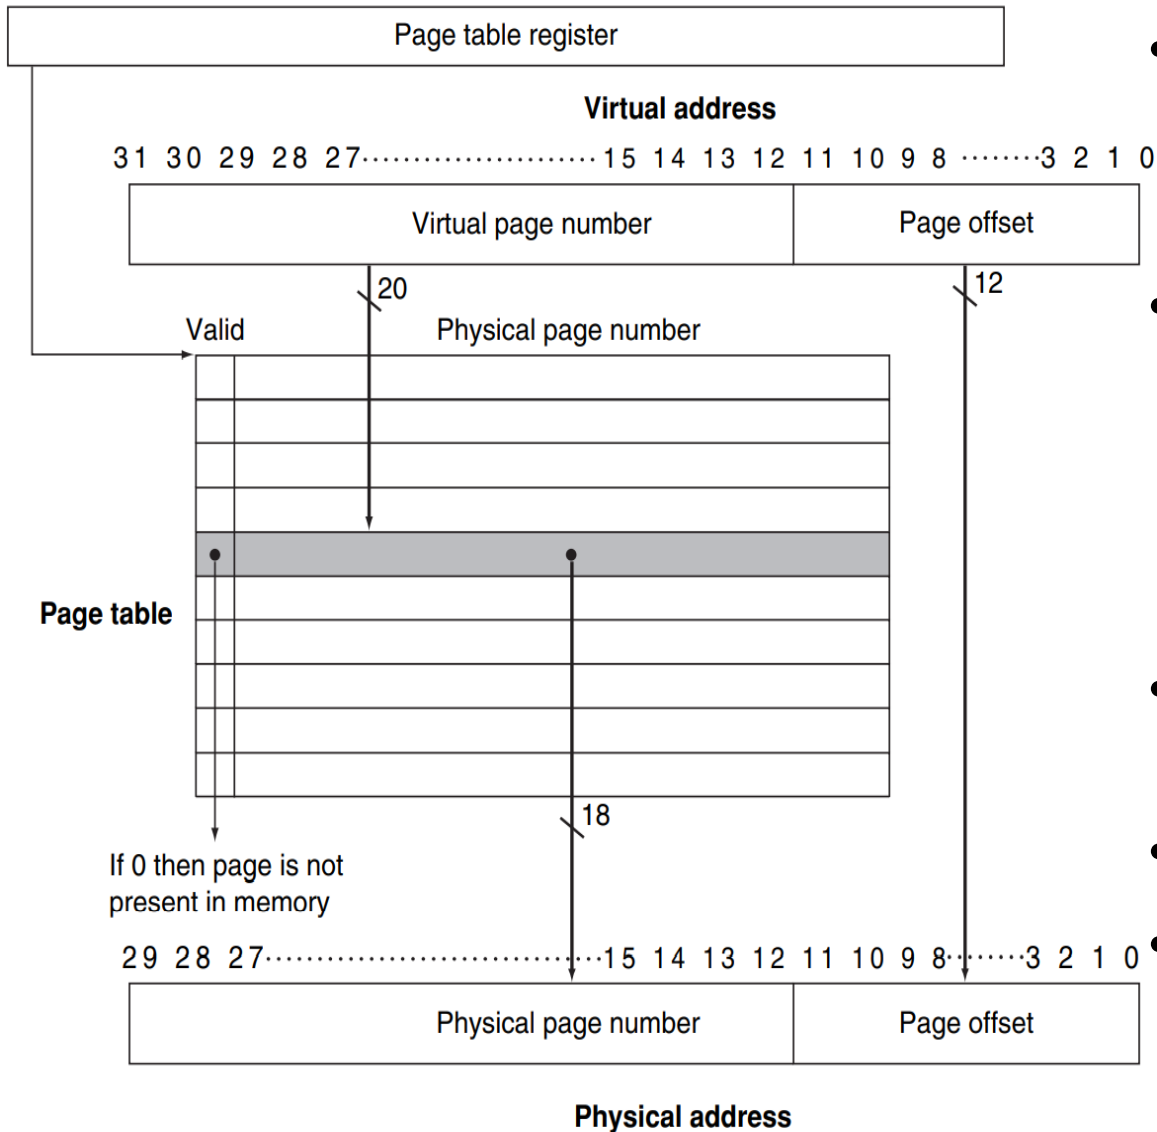 Page table register
Virtual address
31 30 29 28 27······················15 14 13 12 11 10 9 8 ········3 2 1 0
Virtual page number Page offset
20 12
Valid Physical page number
Page table
18
If 0 then page is not
present in memory
29 28 27·····························15 14 13 12 11 10 9 8········3 2 1 0
Physical page number Page offset
Physical address